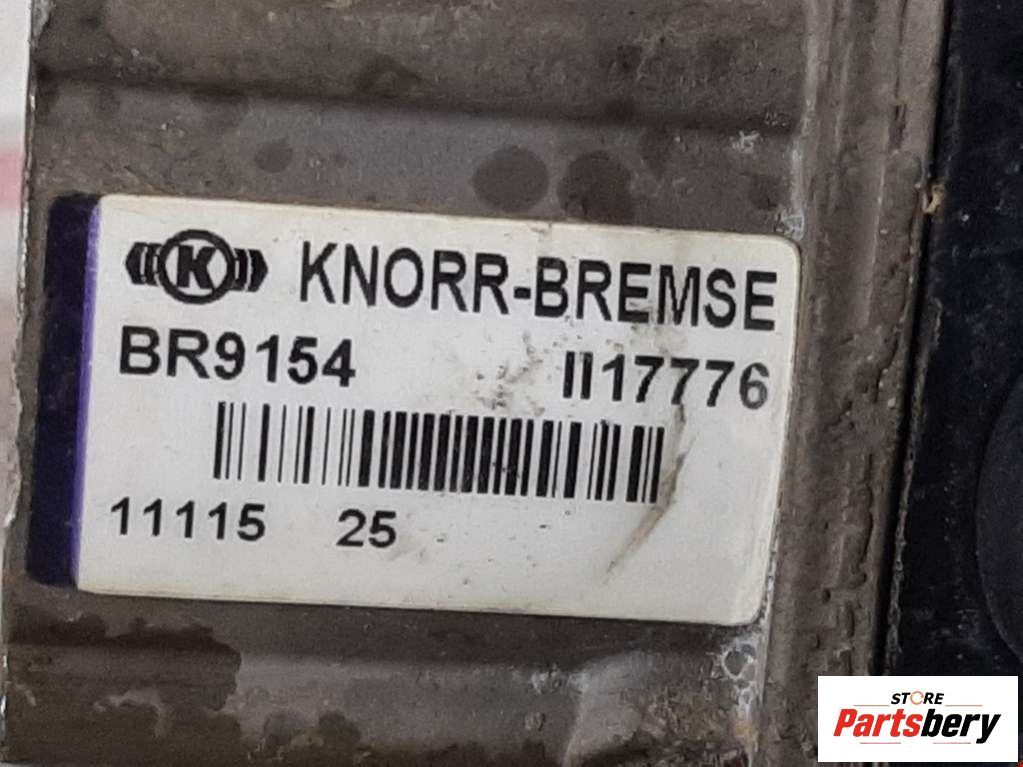 K KNORR-BREMSE
BR9154 II17776
11115 25
STORE
Partsbery